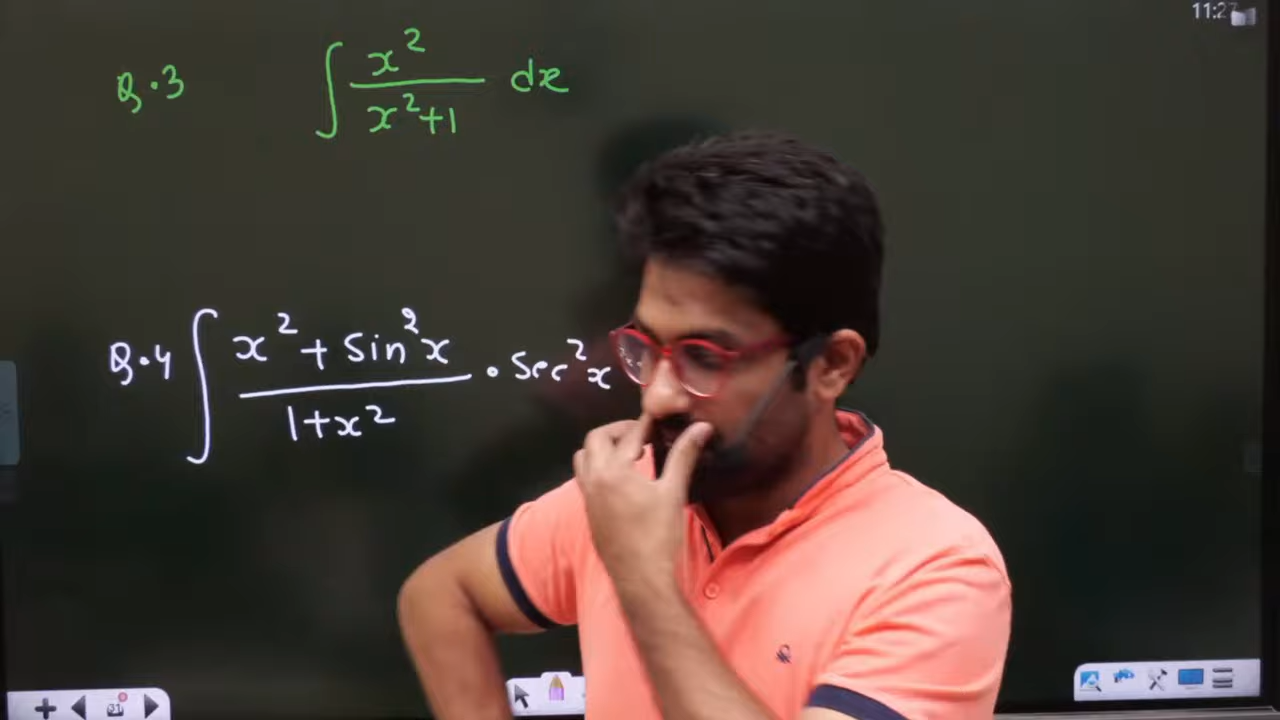 11:27
Q.3 ∫ x²/(x²+1) dx
Q.4 ∫ (x² + sin²x)/(1+x²) · sec²x